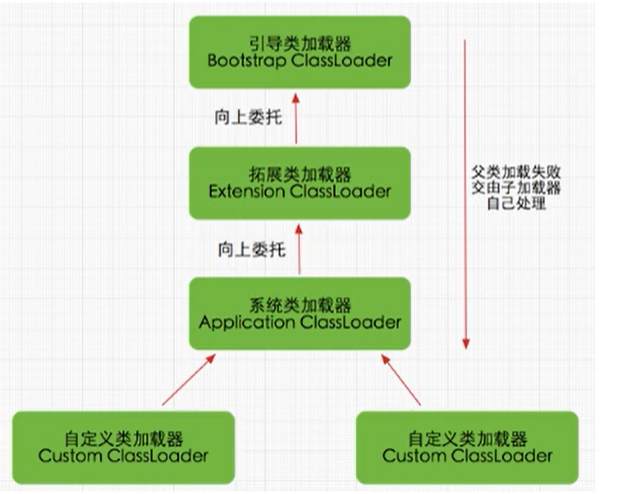 引导类加载器
Bootstrap ClassLoader
向上委托
拓展类加载器
Extension ClassLoader
父类加载失败
交由子加载器
自己处理
向上委托
系统类加载器
Application ClassLoader
自定义类加载器
Custom ClassLoader
自定义类加载器
Custom ClassLoader